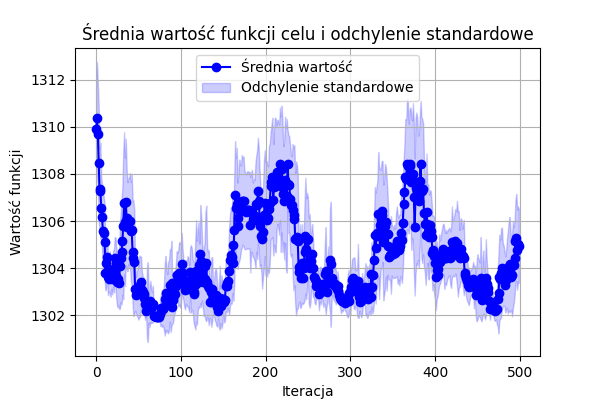 Średnia wartość funkcji celu i odchylenie standardowe
Średnia wartość
Odchylenie standardowe
Wartość funkcji
1312
1310
1308
1306
1304
1302
0 100 200 300 400 500
Iteracja